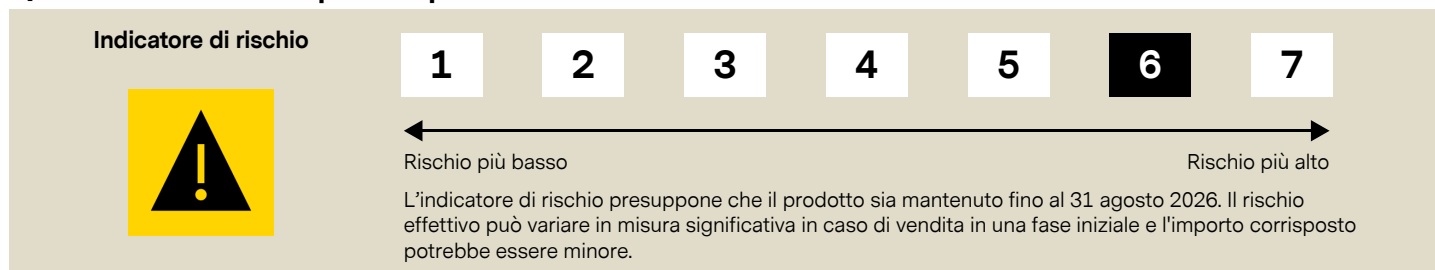 Indicatore di rischio
1 2 3 4 5 6 7
Rischio più basso Rischio più alto
L'indicatore di rischio presuppone che il prodotto sia mantenuto fino al 31 agosto 2026. Il rischio
effettivo può variare in misura significativa in caso di vendita in una fase iniziale e l'importo corrisposto
potrebbe essere minore.